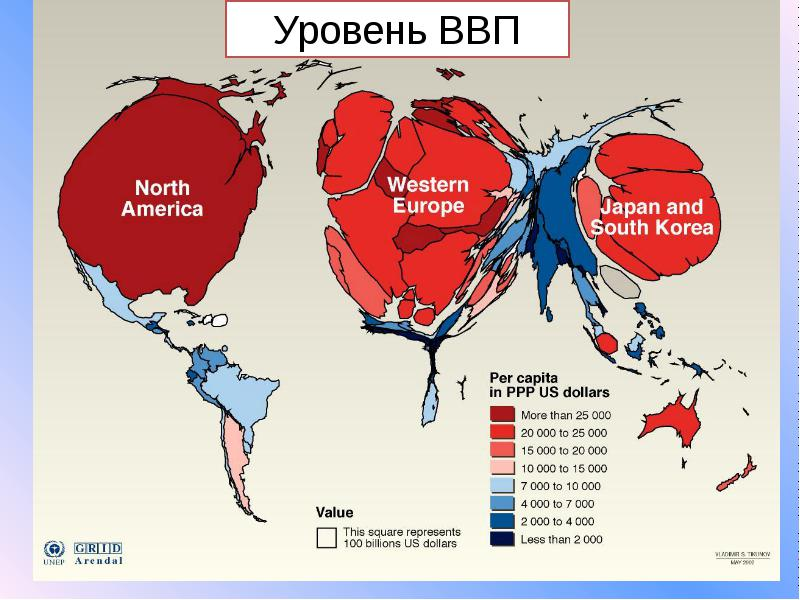 Уровень ВВП
North
America
Western
Europe
Japan and
South Korea
Per capita
in PPP US dollars
More than 25 000
20 000 to 25 000
15 000 to 20 000
10 000 to 15 000
7 000 to 10 000
4 000 to 7 000
2 000 to 4 000
Less than 2 000
Value
This square represents
100 billions US dollars
UNEP
GRID
Arendal
VLADIMIR S. TIKUNOV
MAY 2002